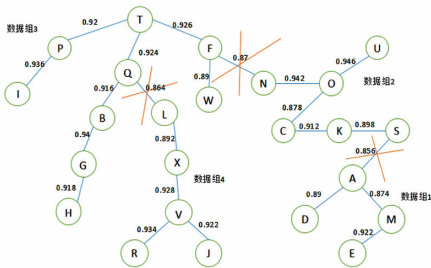 T
0.92
0.926
数据组3
P
F
U
0.936
0.924
0.87
0.946
Q
O
I
0.916
0.864
0.89
N
0.942
数据组2
B
L
W
0.878
0.94
0.892
C
0.912
K
0.898
S
G
X
0.856
0.918
数据组4
A
H
0.928
0.89
0.874
数据组1
V
D
M
0.934
0.922
0.922
R
J
E